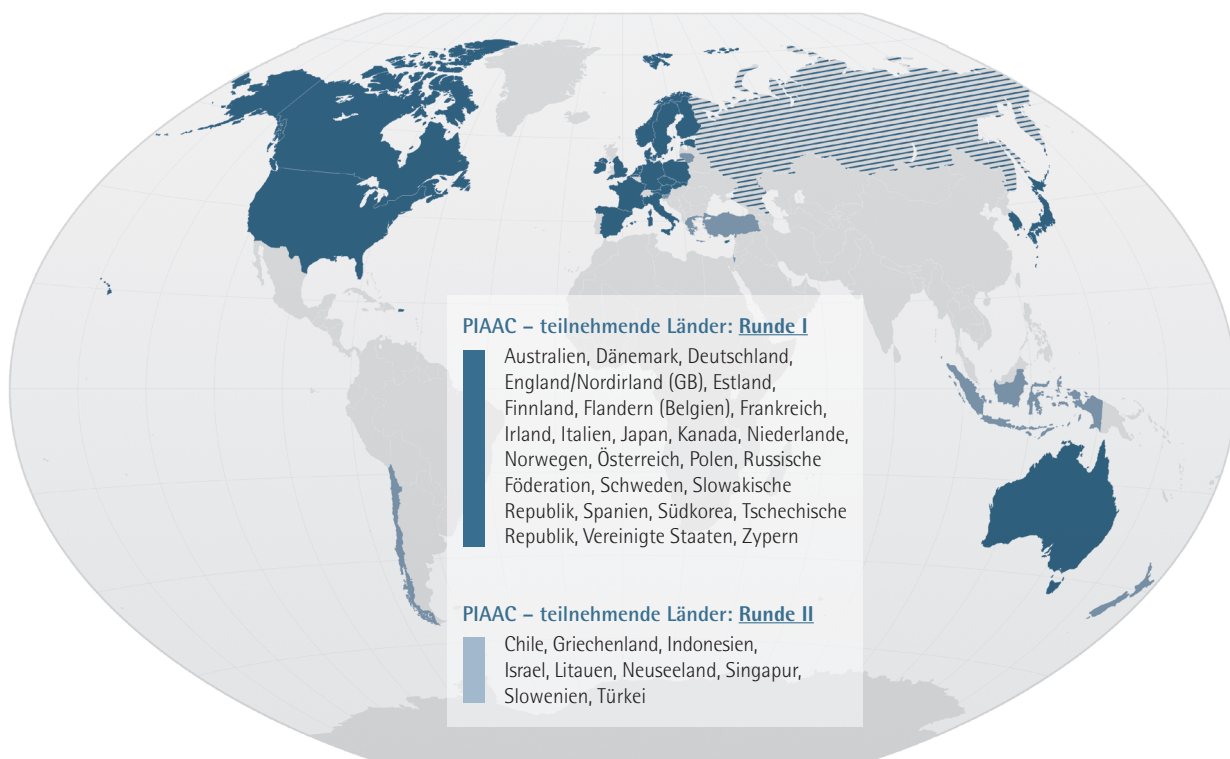 PIAAC – teilnehmende Länder: Runde I
Australien, Dänemark, Deutschland,
England/Nordirland (GB), Estland,
Finnland, Flandern (Belgien), Frankreich,
Irland, Italien, Japan, Kanada, Niederlande,
Norwegen, Österreich, Polen, Russische
Föderation, Schweden, Slowakische
Republik, Spanien, Südkorea, Tschechische
Republik, Vereinigte Staaten, Zypern
PIAAC – teilnehmende Länder: Runde II
Chile, Griechenland, Indonesien,
Israel, Litauen, Neuseeland, Singapur,
Slowenien, Türkei